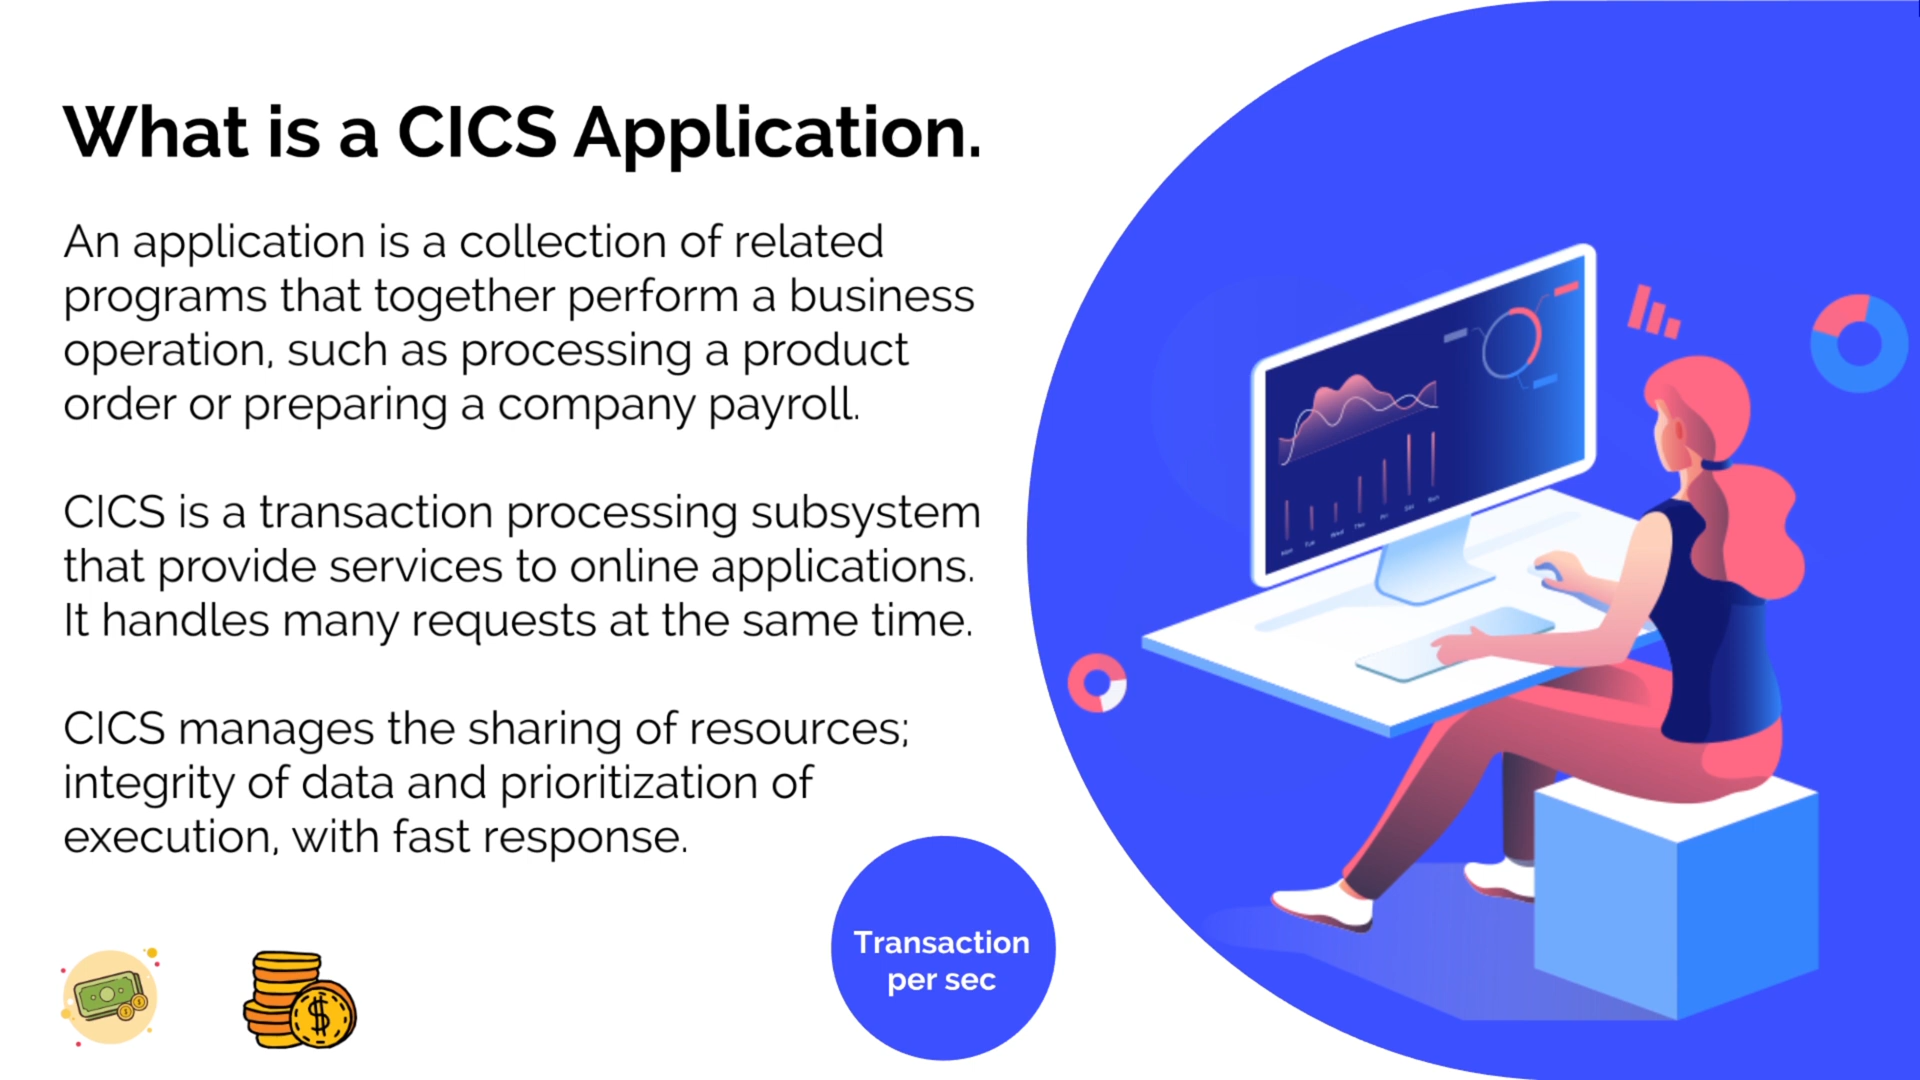 What is a CICS Application.
An application is a collection of related
programs that together perform a business
operation, such as processing a product
order or preparing a company payroll.
CICS is a transaction processing subsystem
that provide services to online applications.
It handles many requests at the same time.
CICS manages the sharing of resources;
integrity of data and prioritization of
execution, with fast response.
Transaction
per sec